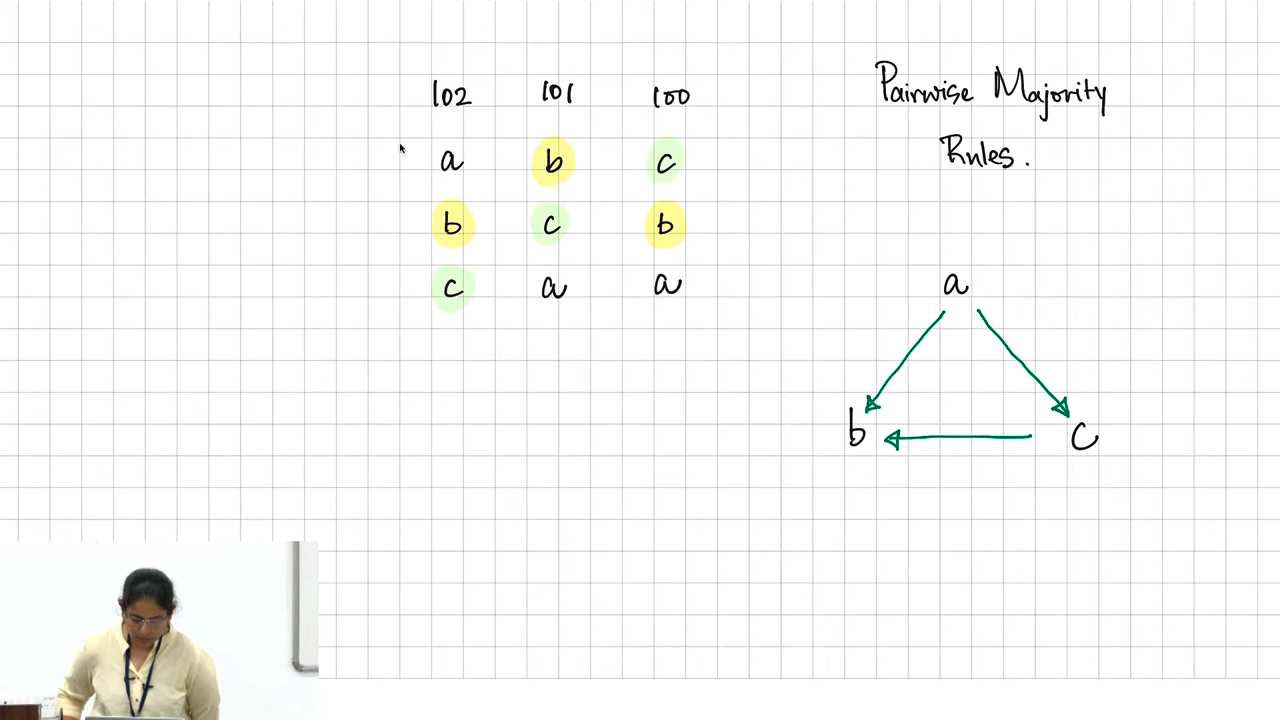 102 101 100
a b c
b c b
c a a
Pairwise Majority
Rules.
a
b c